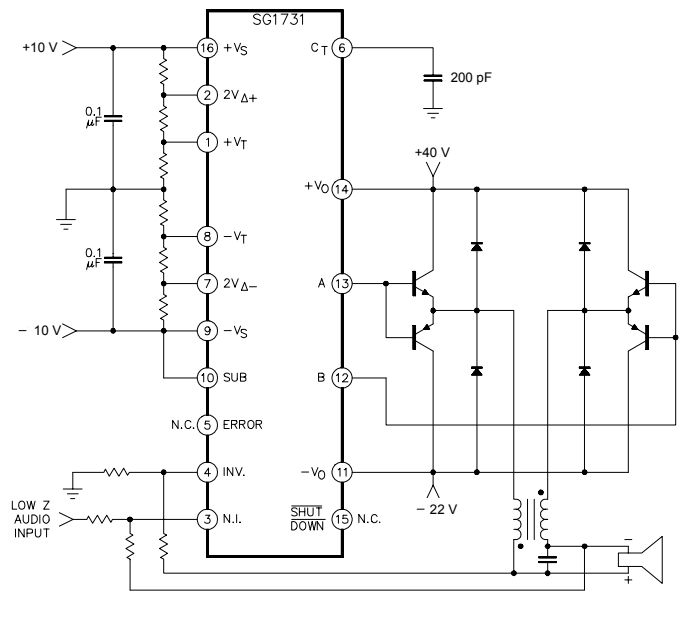 SG1731
+10 V
16
+VS
CT
6
200 pF
2
2VΔ+
0.1
μF
1
+VT
+40 V
+VO
14
8
−VT
0.1
μF
7
2VΔ−
A
13
− 10 V
9
−VS
10
SUB
B
12
N.C.
5
ERROR
4
INV.
−VO
11
− 22 V
LOW Z
AUDIO
INPUT
3
N.I.
SHUT
DOWN
15
N.C.
−
+